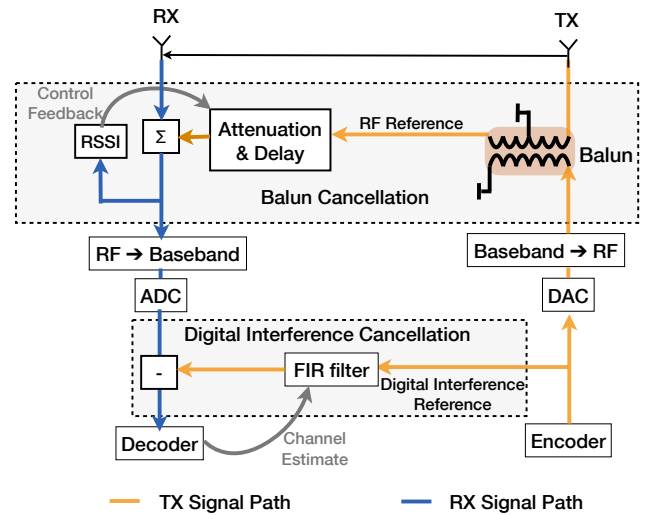 RX
TX
Control
Feedback
RSSI
Σ
Attenuation
& Delay
RF Reference
Balun
Balun Cancellation
RF → Baseband
Baseband → RF
ADC
DAC
Digital Interference Cancellation
-
FIR filter
Digital Interference
Reference
Decoder
Channel
Estimate
Encoder
TX Signal Path
RX Signal Path